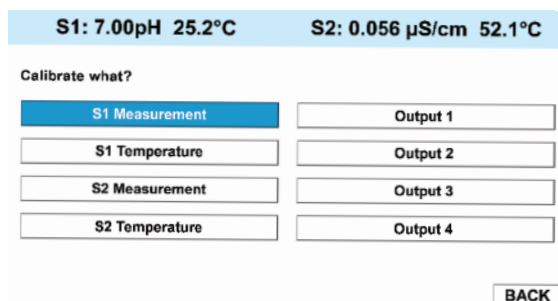 S1: 7.00pH 25.2°C S2: 0.056 µS/cm 52.1°C
Calibrate what?
S1 Measurement Output 1
S1 Temperature Output 2
S2 Measurement Output 3
S2 Temperature Output 4
BACK